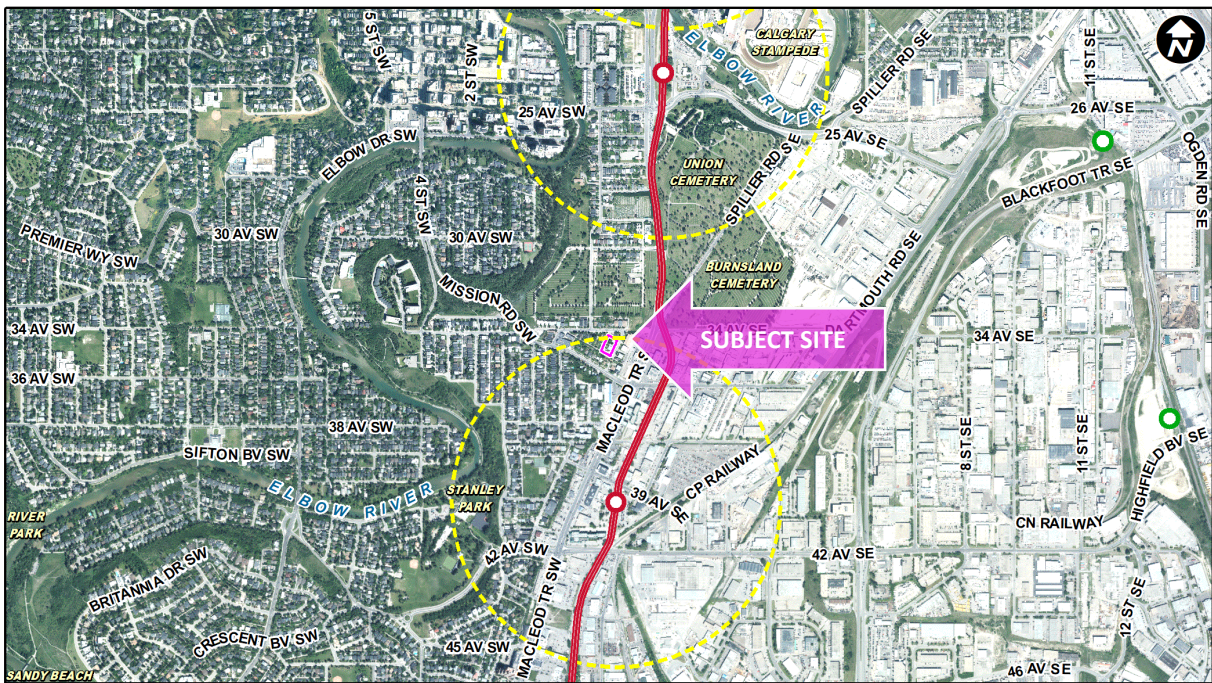 5 ST SW
2 ST SW
ELBOW RIVER
CALGARY
STAMPEDE
SPILLER RD SE
11 ST SE
N
26 AV SE
25 AV SW
25 AV SE
OGDEN RD SE
ELBOW DR SW
UNION
CEMETERY
SPILLER RD SE
BLACKFOOT TR SE
4 ST SW
30 AV SW
30 AV SW
PREMIER WY SW
BURNSLAND
CEMETERY
DARTMOUTH RD SE
MISSION RD SW
34 AV SW
34 AV SE
34 AV SE
SUBJECT SITE
36 AV SW
MACLEOD TR S
38 AV SW
8 ST SE
11 ST SE
SIFTON BV SW
CP RAILWAY
HIGHFIELD BV SE
ELBOW RIVER
STANLEY
PARK
39 AV SE
RIVER
PARK
CN RAILWAY
42 AV SW
42 AV SE
BRITANNIA DR SW
MACLEOD TR SW
12 ST SE
CRESCENT BV SW
45 AV SW
46 AV SE
SANDY BEACH